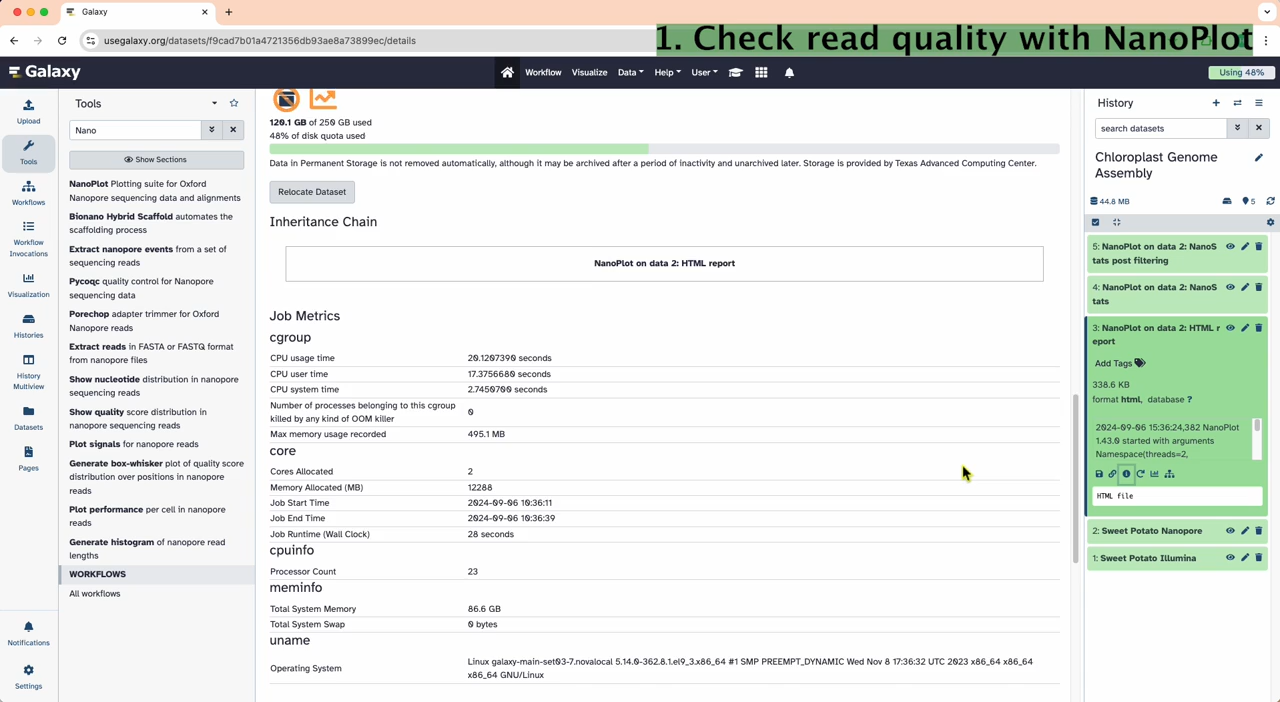 Galaxy
usegalaxy.org/datasets/f9cad7b01a4721356db93ae8a73899ec/details
1. Check read quality with NanoPlot
Galaxy
Workflow
Visualize
Data
Help
User
Using 48%
Upload
Tools
Workflows
Workflow
Invocations
Visualization
Histories
History
Multiview
Datasets
Pages
Notifications
Settings
Tools
Nano
Show Sections
NanoPlot Plotting suite for Oxford
Nanopore sequencing data and alignments
Bionano Hybrid Scaffold automates the
scaffolding process
Extract nanopore events from a set of
sequencing reads
Pycoqc quality control for Nanopore
sequencing data
Porechop adapter trimmer for Oxford
Nanopore reads
Extract reads in FASTA or FASTQ format
from nanopore files
Show nucleotide distribution in nanopore
sequencing reads
Show quality score distribution in
nanopore sequencing reads
Plot signals for nanopore reads
Generate box-whisker plot of quality score
distribution over positions in nanopore
reads
Plot performance per cell in nanopore
reads
Generate histogram of nanopore read
lengths
WORKFLOWS
All workflows
120.1 GB of 250 GB used
48% of disk quota used
Data in Permanent Storage is not removed automatically, although it may be archived after a period of inactivity and unarchived later. Storage is provided by Texas Advanced Computing Center.
Relocate Dataset
Inheritance Chain
NanoPlot on data 2: HTML report
Job Metrics
cgroup
CPU usage time 20.1207390 seconds
CPU user time 17.3756680 seconds
CPU system time 2.7450700 seconds
Number of processes belonging to this cgroup
killed by any kind of OOM killer 0
Max memory usage recorded 495.1 MB
core
Cores Allocated 2
Memory Allocated (MB) 12288
Job Start Time 2024-09-06 10:36:11
Job End Time 2024-09-06 10:36:39
Job Runtime (Wall Clock) 28 seconds
cpuinfo
Processor Count 23
meminfo
Total System Memory 86.6 GB
Total System Swap 0 bytes
uname
Operating System Linux galaxy-main-set03-7.novalocal 5.14.0-362.8.1.el9_3.x86_64 #1 SMP PREEMPT_DYNAMIC Wed Nov 8 17:36:32 UTC 2023 x86_64 x86_64
x86_64 GNU/Linux
History
search datasets
Chloroplast Genome
Assembly
44.8 MB
5
5: NanoPlot on data 2: NanoS
tats post filtering
4: NanoPlot on data 2: NanoS
tats
3: NanoPlot on data 2: HTML r
eport
Add Tags
338.6 KB
format html, database ?
2024-09-06 15:36:24,382 NanoPlot
1.43.0 started with arguments
Namespace(threads=2,
HTML file
2: Sweet Potato Nanopore
1: Sweet Potato Illumina